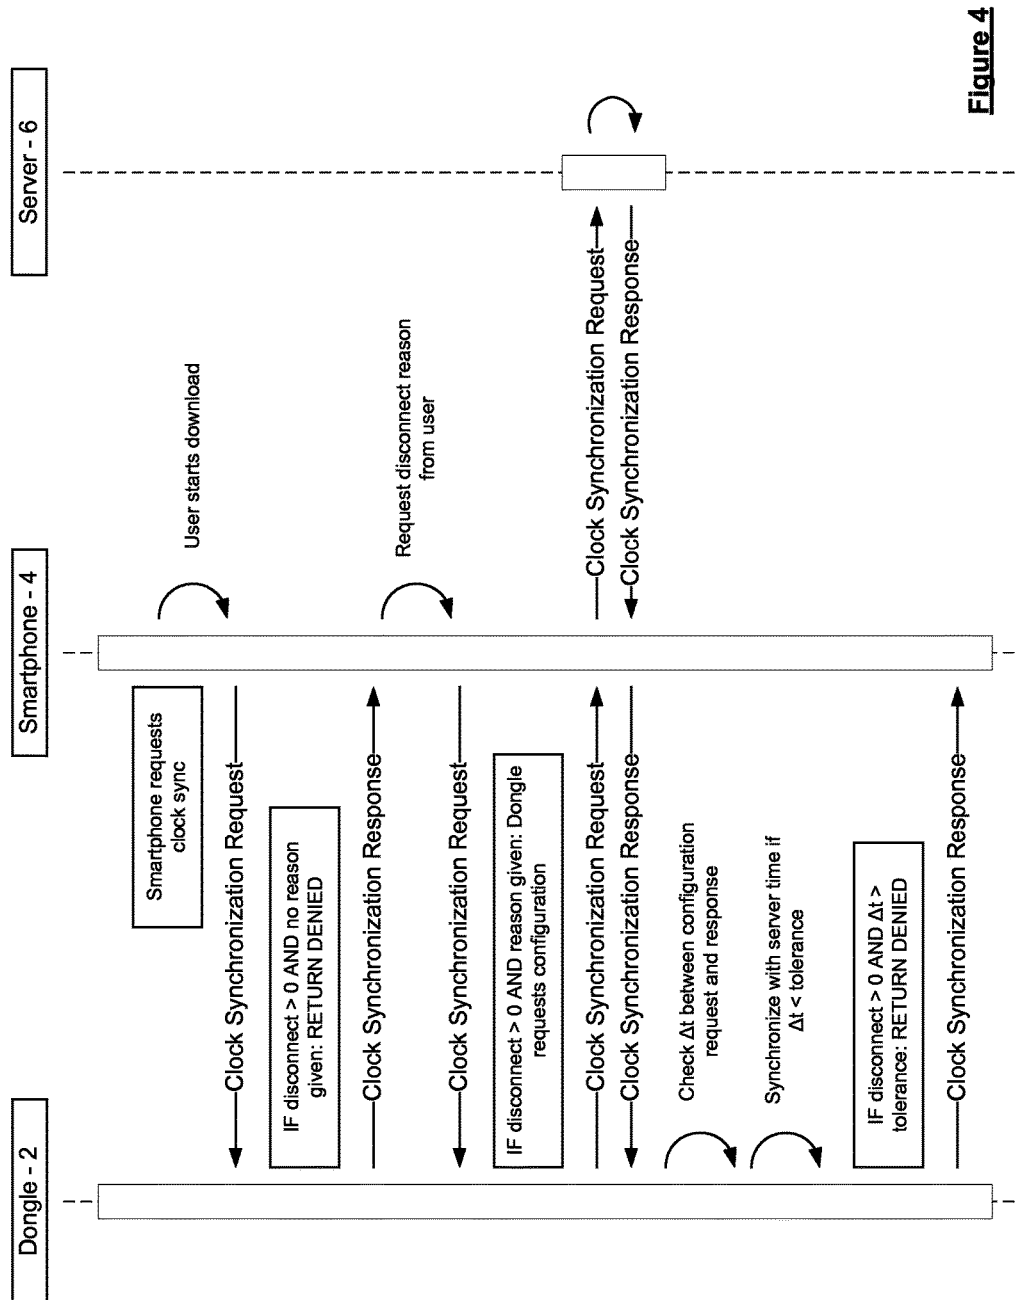 Dongle - 2
Smartphone - 4
Server - 6
User starts download
Smartphone requests
clock sync
Clock Synchronization Request
IF disconnect > 0 AND no reason
given: RETURN DENIED
Clock Synchronization Response
Request disconnect reason
from user
Clock Synchronization Request
IF disconnect > 0 AND reason given: Dongle
requests configuration
Clock Synchronization Request
Clock Synchronization Request
Clock Synchronization Response
Clock Synchronization Response
Check Δt between configuration
request and response
Synchronize with server time if
Δt < tolerance
IF disconnect > 0 AND Δt >
tolerance: RETURN DENIED
Clock Synchronization Response
Figure 4